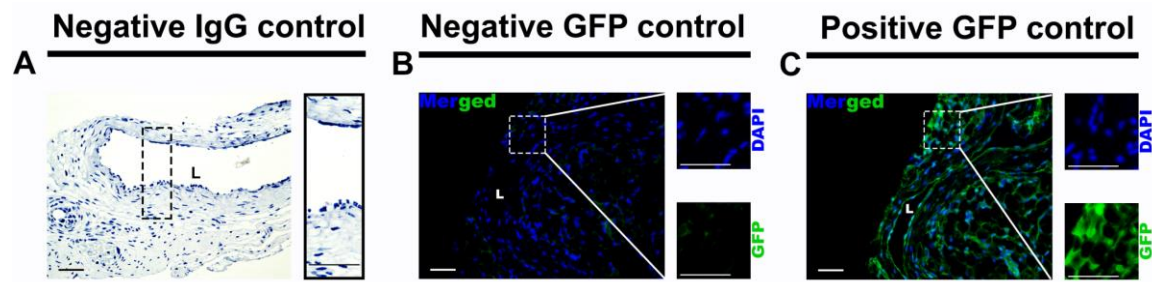 Negative IgG control
Negative GFP control
Positive GFP control
A
B
C
L
Merged
L
DAPI
GFP
Merged
L
DAPI
GFP